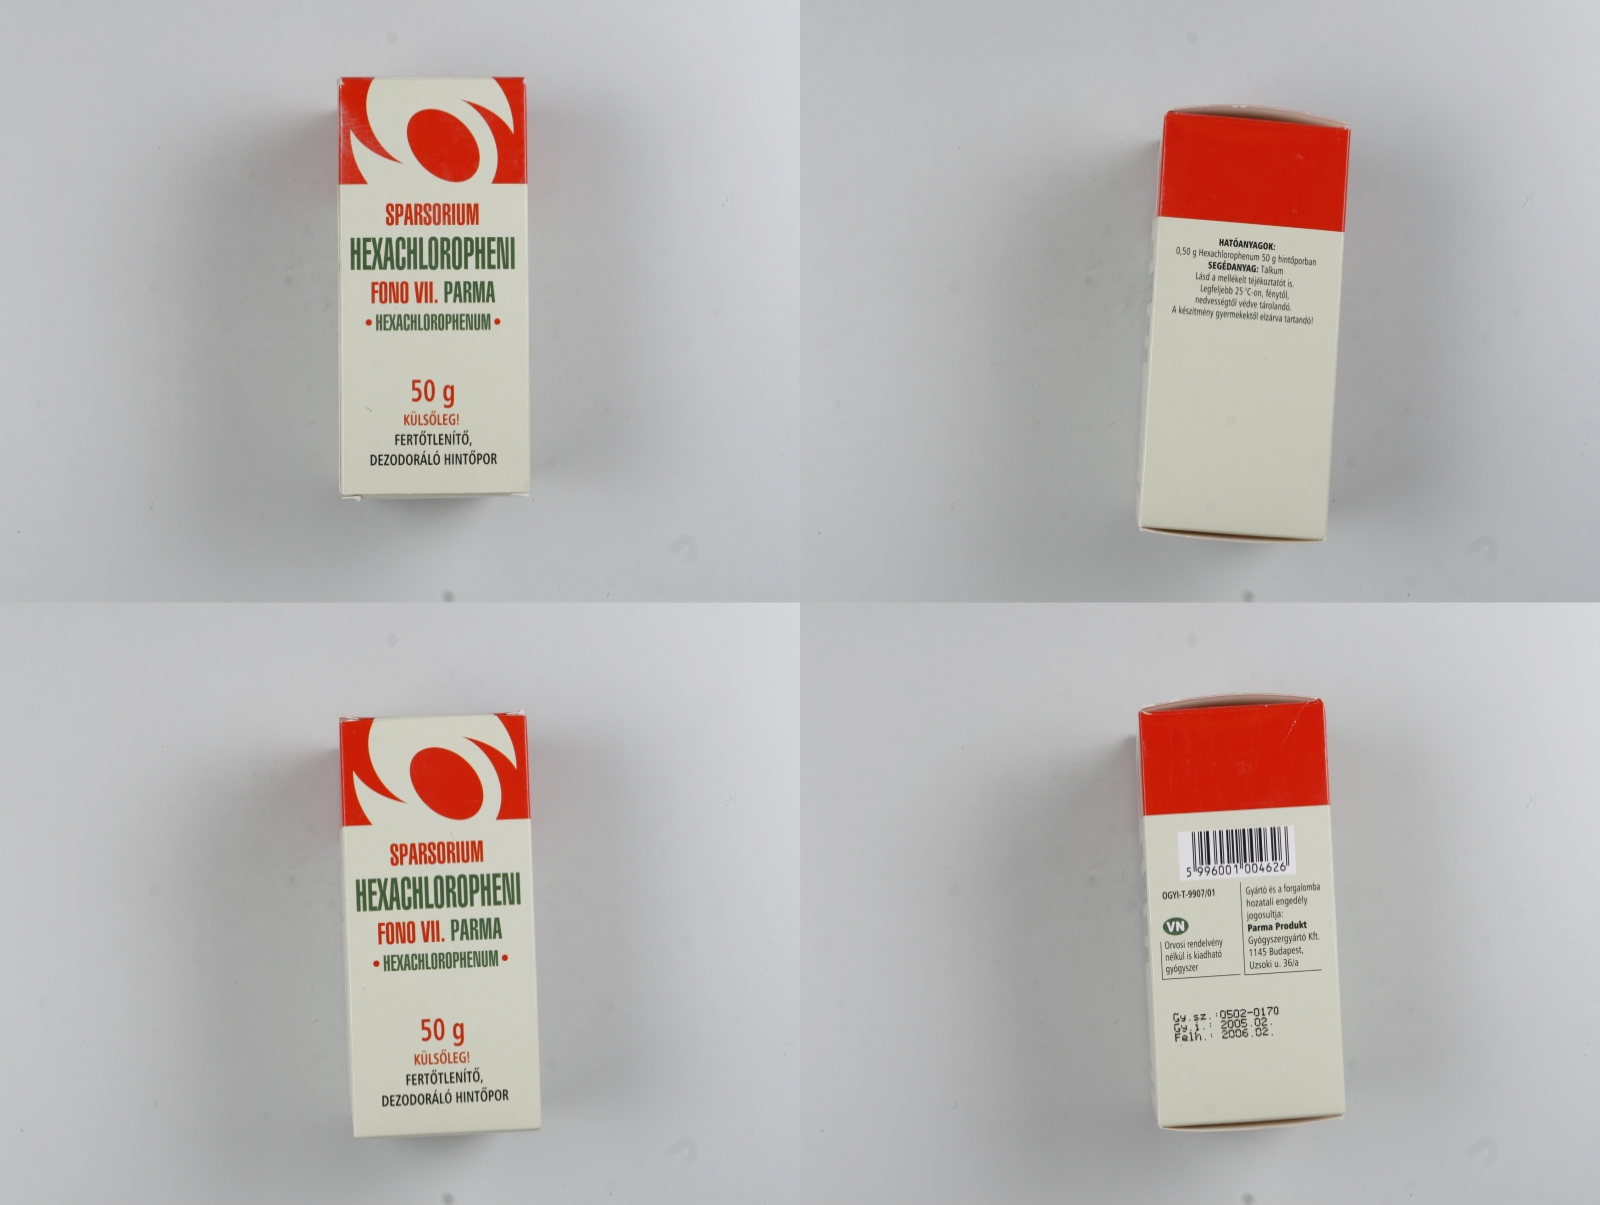 SPARSORIUM
HEXACHLOROPHENI
FONO VII. PARMA
• HEXACHLOROPHENUM •
50 g
KÜLSŐLEG!
FERTŐTLENÍTŐ,
DEZODORÁLÓ HINTŐPOR
HATÓANYAGOK:
0,50 g Hexachlorophenum 50 g hintőporban
SEGÉDANYAG: Talkum
Lásd a mellékelt tájékoztatót is.
Legfeljebb 25 °C-on, fénytől,
nedvességtől védve tárolandó.
A készítmény gyermekektől elzárva tartandó!
SPARSORIUM
HEXACHLOROPHENI
FONO VII. PARMA
• HEXACHLOROPHENUM •
50 g
KÜLSŐLEG!
FERTŐTLENÍTŐ,
DEZODORÁLÓ HINTŐPOR
5 996001 004626
OGYI-T-9907/01
VN
Orvosi rendelvény
nélkül is kiadható
gyógyszer
Gyártó és a forgalomba
hozatali engedély
jogosultja:
Parma Produkt
Gyógyszergyártó Kft.
1145 Budapest,
Uzsoki u. 36/a
Gy.sz.:0502-0170
Gy.i.: 2005.02.
Felh.: 2006.02.